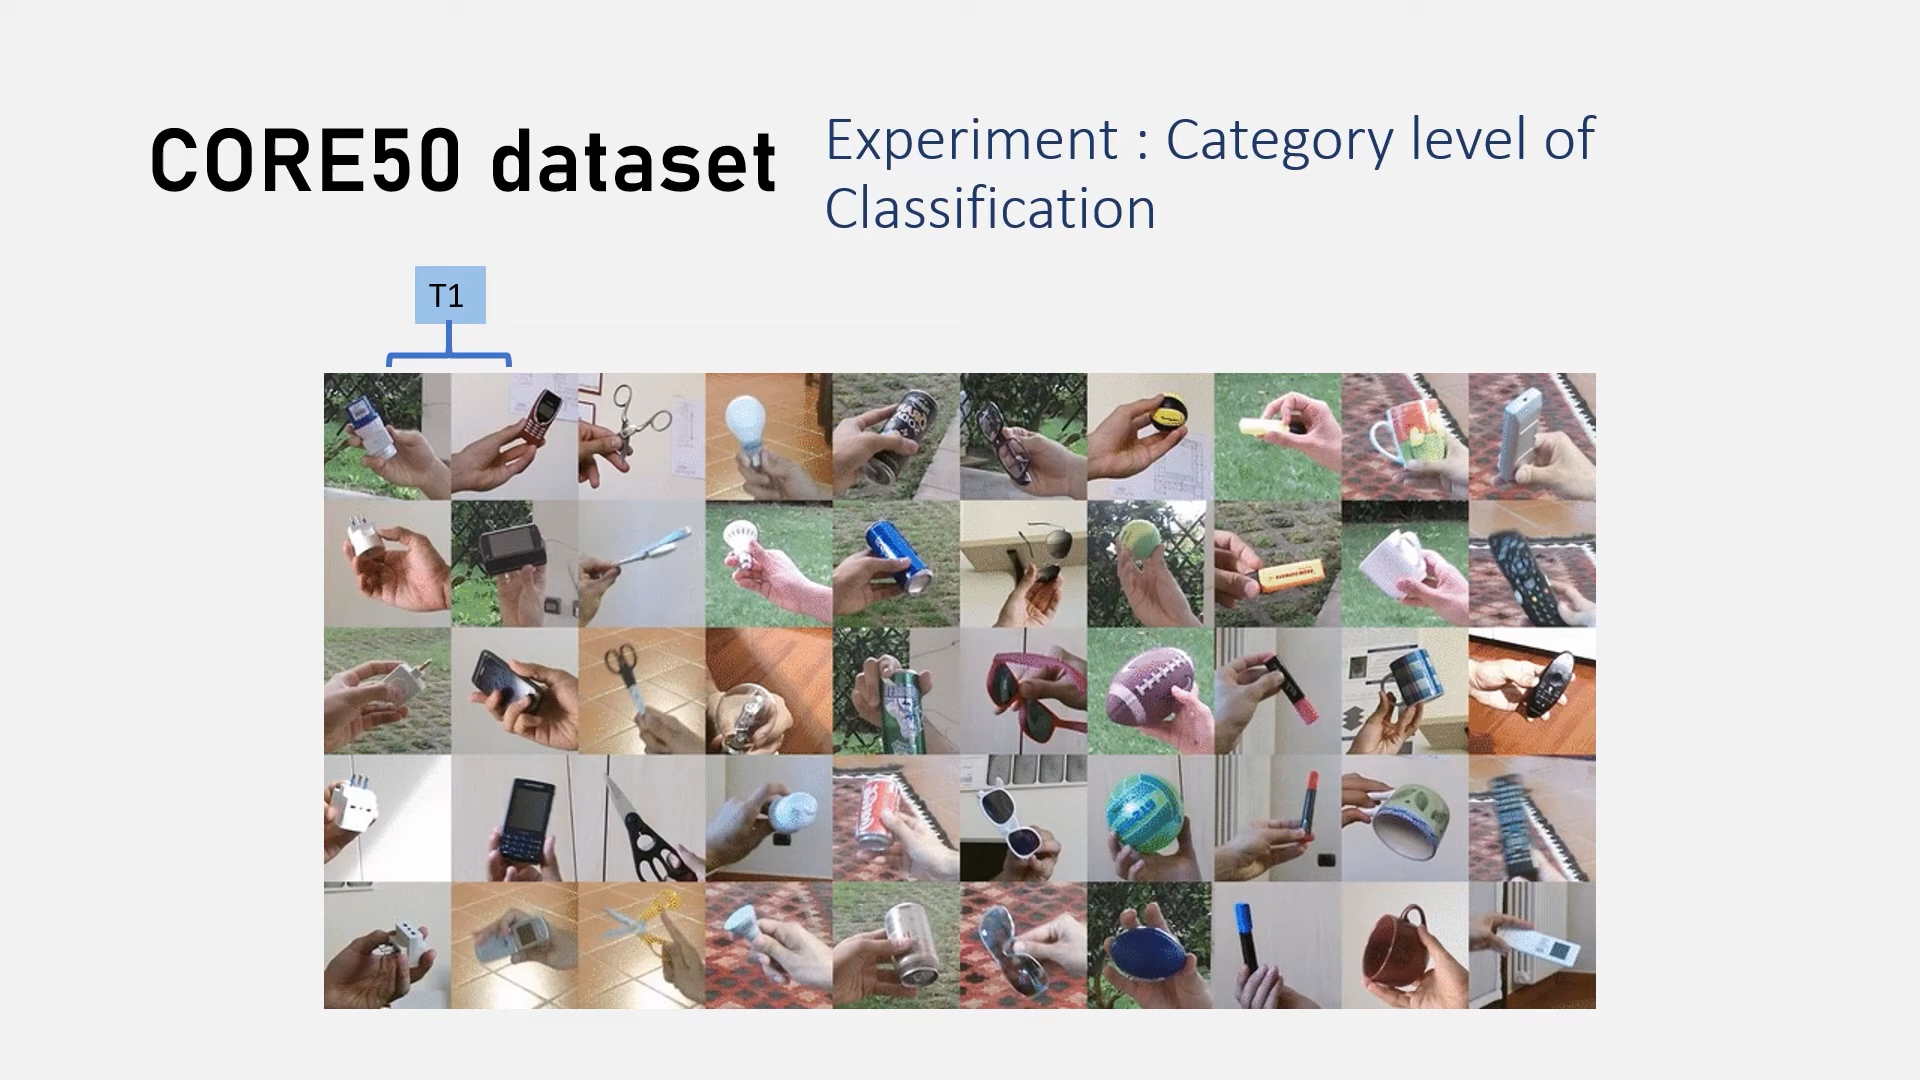 CORE50 dataset
Experiment : Category level of
Classification
T1